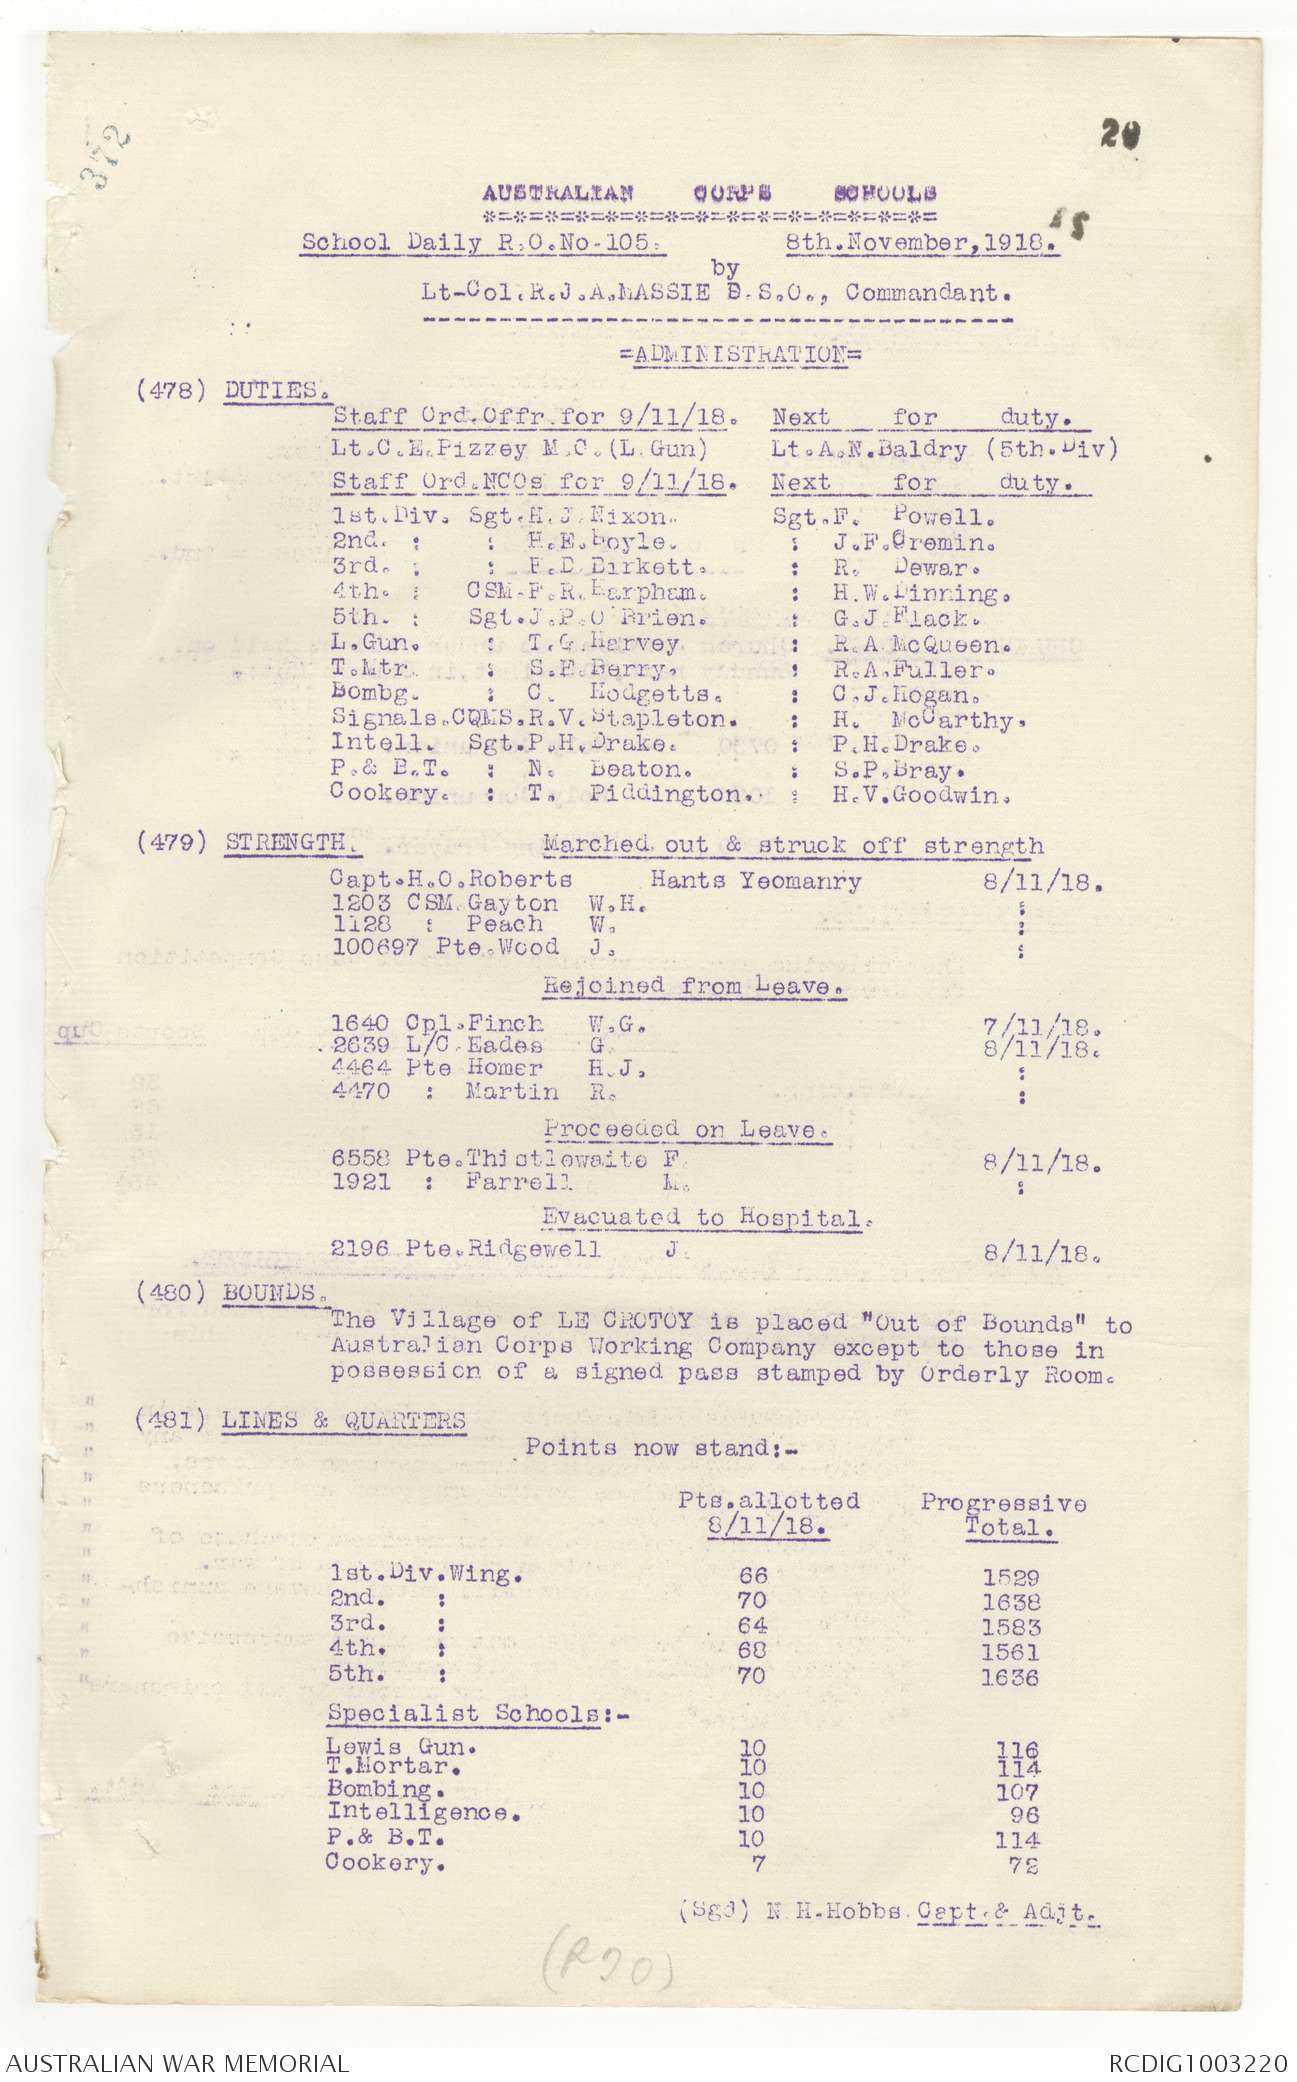 372
20
AUSTRALIAN CORPS SCHOOLS
*=*=*=*=*=*=*=*=*=*=*=*=*=*=*=
School Daily R.O.No-105. 8th.November,1918.
by
Lt-Col.R.J.A.MASSIE D.S.O., Commandant.
=ADMINISTRATION=
(478) DUTIES.
Staff Ord.Offr.for 9/11/18. Next for duty.
Lt.C.E.Pizzey M.C.(L.Gun) Lt.A.N.Baldry (5th.Div)
Staff Ord.NCOs for 9/11/18. Next for duty.
1st.Div. Sgt.H.J.Nixon. Sgt.F. Powell.
2nd. : : H.E.Boyle. : J.F.Cremin.
3rd. : : F.D.Birkett. : R. Dewar.
4th. : CSM.F.R.Harpham. : H.W.Dinning.
5th. : Sgt.J.P.O'Brien. : G.J.Flack.
L.Gun. : T.G.Harvey : R.A McQueen.
T.Mtr. : S.E.Berry. : R.A.Fuller.
Bombg. : C. Hodgetts. : C.J.Hogan.
Signals.CQMS.R.V.Stapleton. : H. McCarthy.
Intell. Sgt.P.H.Drake. : P.H.Drake.
P.& B.T. : N. Beaton. : S.P.Bray.
Cookery. : T. Piddington. : H.V.Goodwin.
(479) STRENGTH. Marched out & struck off strength
Capt.H.O.Roberts Hants Yeomanry 8/11/18.
1203 CSM.Gayton W.H. :
1128 : Peach W. :
100697 Pte.Wood J. :
Rejoined from Leave.
1640 Cpl.Finch W.G. 7/11/18.
2639 L/C.Eades G. 8/11/18.
4464 Pte Homer H.J. :
4470 : Martin R. :
Proceeded on Leave.
6558 Pte.Thistlewaite F. 8/11/18.
1921 : Farrell M. :
Evacuated to Hospital.
2196 Pte.Ridgewell J. 8/11/18.
(480) BOUNDS.
The Village of LE CROTOY is placed "Out of Bounds" to
Australian Corps Working Company except to those in
possession of a signed pass stamped by Orderly Room.
(481) LINES & QUARTERS
Points now stand:-
Pts.allotted Progressive
8/11/18. Total.
1st.Div.Wing. 66 1529
2nd. : 70 1638
3rd. : 64 1583
4th. : 68 1561
5th. : 70 1636
Specialist Schools:-
Lewis Gun. 10 116
T.Mortar. 10 114
Bombing. 10 107
Intelligence. 10 96
P.& B.T. 10 114
Cookery. 7 72
(Sgd) N H.Hobbs.Capt.& Adjt.
AUSTRALIAN WAR MEMORIAL RCDIG1003220